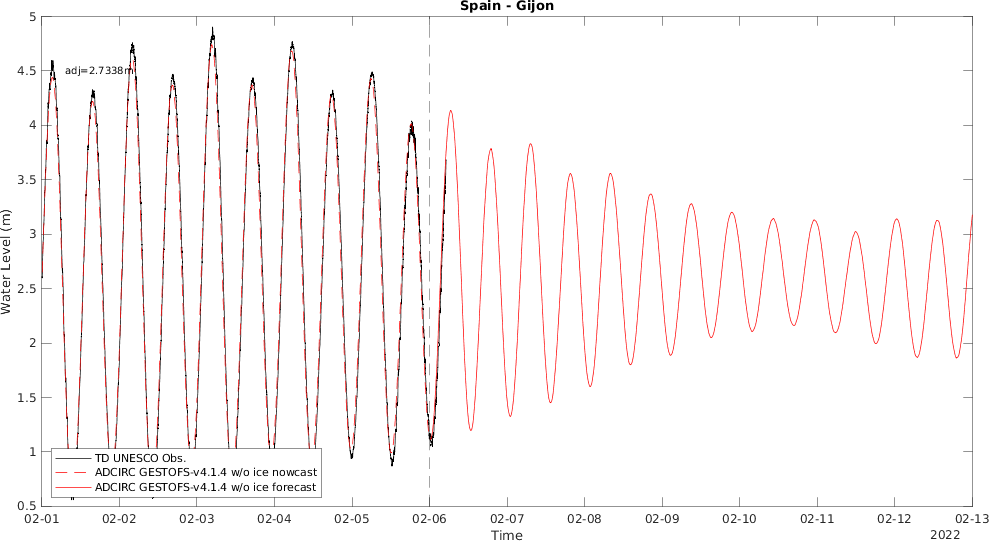 Spain - Gijon
5
4.5
4
3.5
3
2.5
2
1.5
1
0.5
Water Level (m)
adj=2.7338m
TD UNESCO Obs.
ADCIRC GESTOFS-v4.1.4 w/o ice nowcast
ADCIRC GESTOFS-v4.1.4 w/o ice forecast
02-01 02-02 02-03 02-04 02-05 02-06 02-07 02-08 02-09 02-10 02-11 02-12 02-13
Time
2022